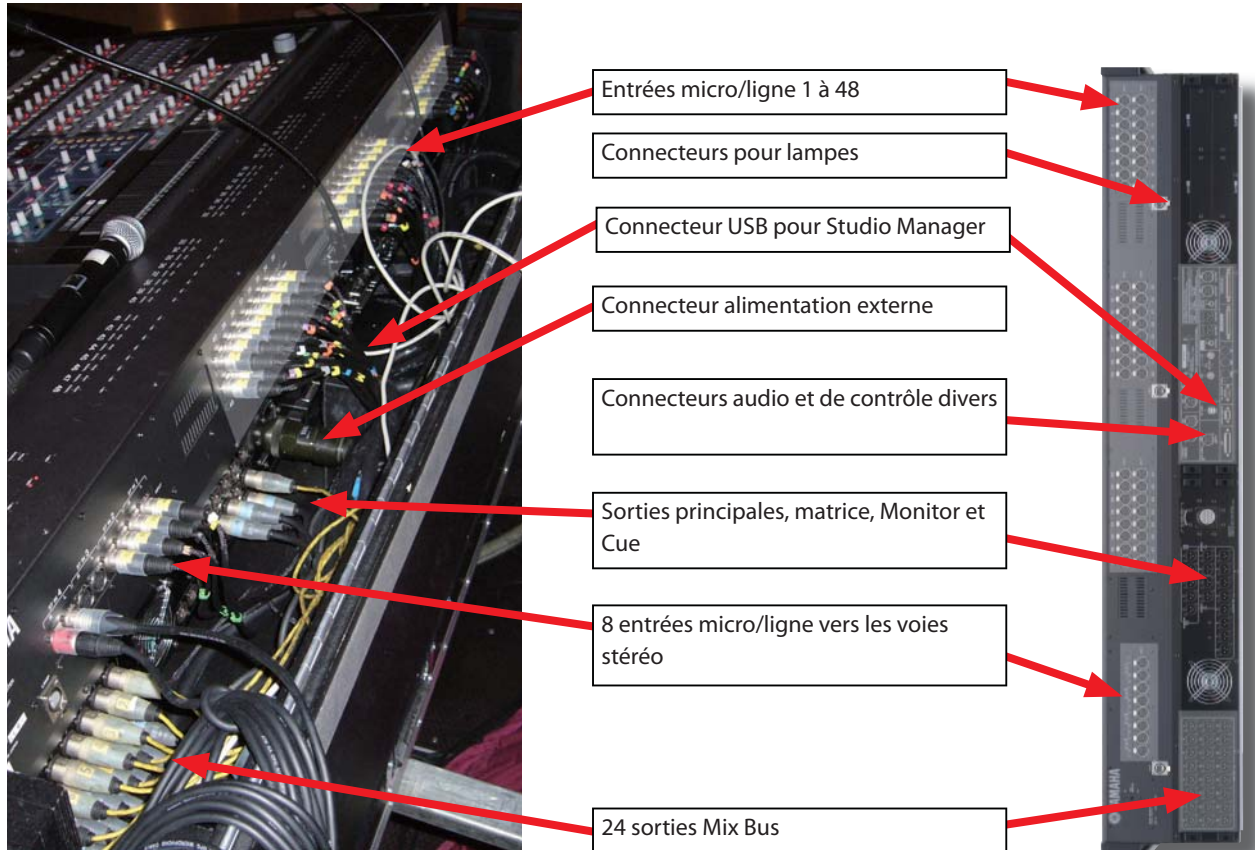 Entrées micro/ligne 1 à 48
Connecteurs pour lampes
Connecteur USB pour Studio Manager
Connecteur alimentation externe
Connecteurs audio et de contrôle divers
Sorties principales, matrice, Monitor et
Cue
8 entrées micro/ligne vers les voies
stéréo
24 sorties Mix Bus
YAMAHA